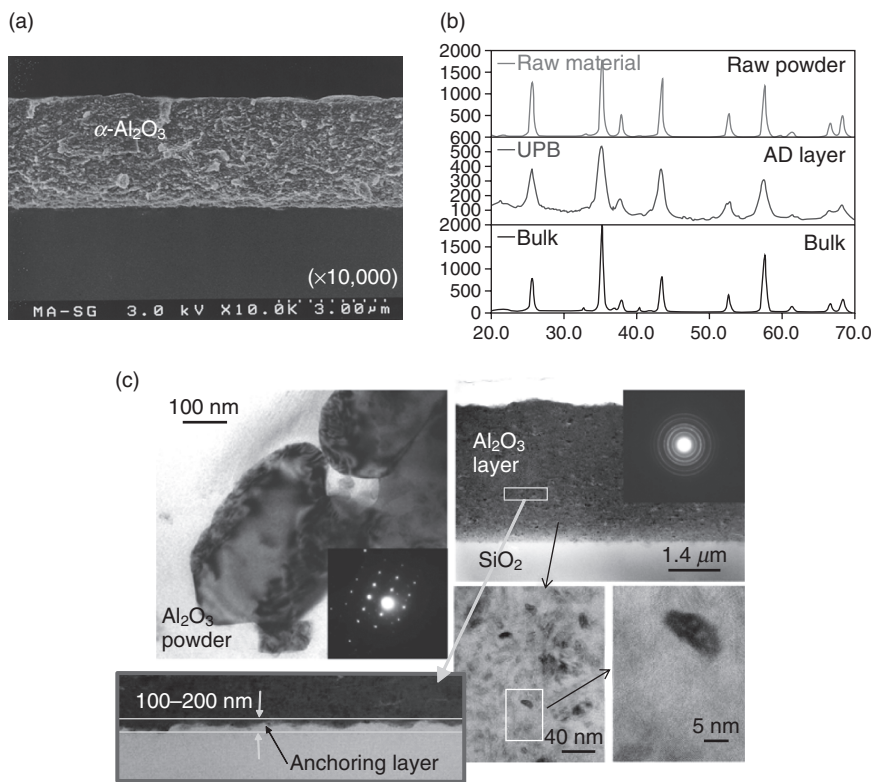 (a)
α-Al₂O₃
(×10,000)
MA-SG 3.0 kV X10.0K 3.00μm
(b)
2000
1500
1000
500
600
Raw material
Raw powder
500
400
300
200
100
UPB
AD layer
2000
1500
1000
500
0
Bulk
Bulk
20.0 30.0 40.0 50.0 60.0 70.0
(c)
100 nm
Al₂O₃
powder
Al₂O₃
layer
SiO₂
1.4 μm
100–200 nm
Anchoring layer
40 nm
5 nm